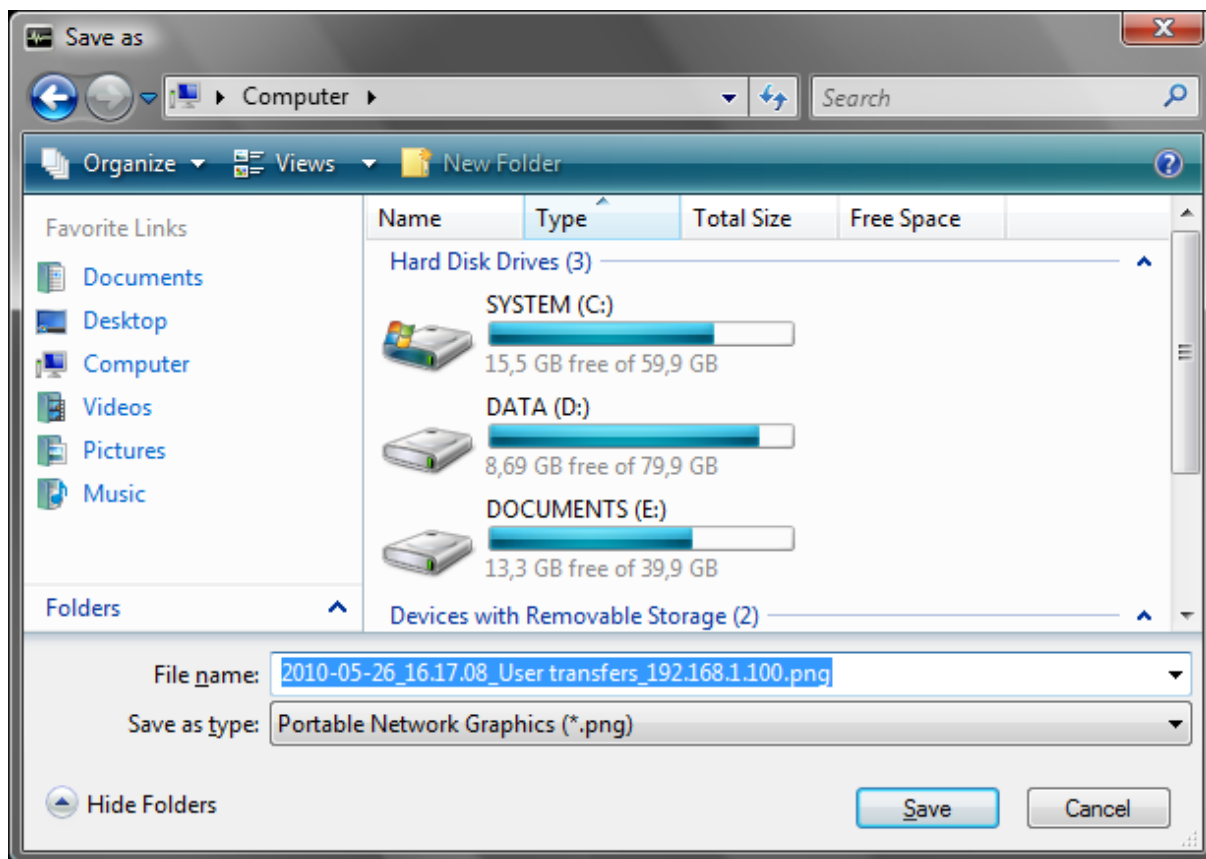 Save as
Computer
Search
Organize Views New Folder
Favorite Links
Documents
Desktop
Computer
Videos
Pictures
Music
Folders
Name Type Total Size Free Space
Hard Disk Drives (3)
SYSTEM (C:)
15,5 GB free of 59,9 GB
DATA (D:)
8,69 GB free of 79,9 GB
DOCUMENTS (E:)
13,3 GB free of 39,9 GB
Devices with Removable Storage (2)
File name: 2010-05-26_16.17.08_User transfers_192.168.1.100.png
Save as type: Portable Network Graphics (*.png)
Hide Folders Save Cancel